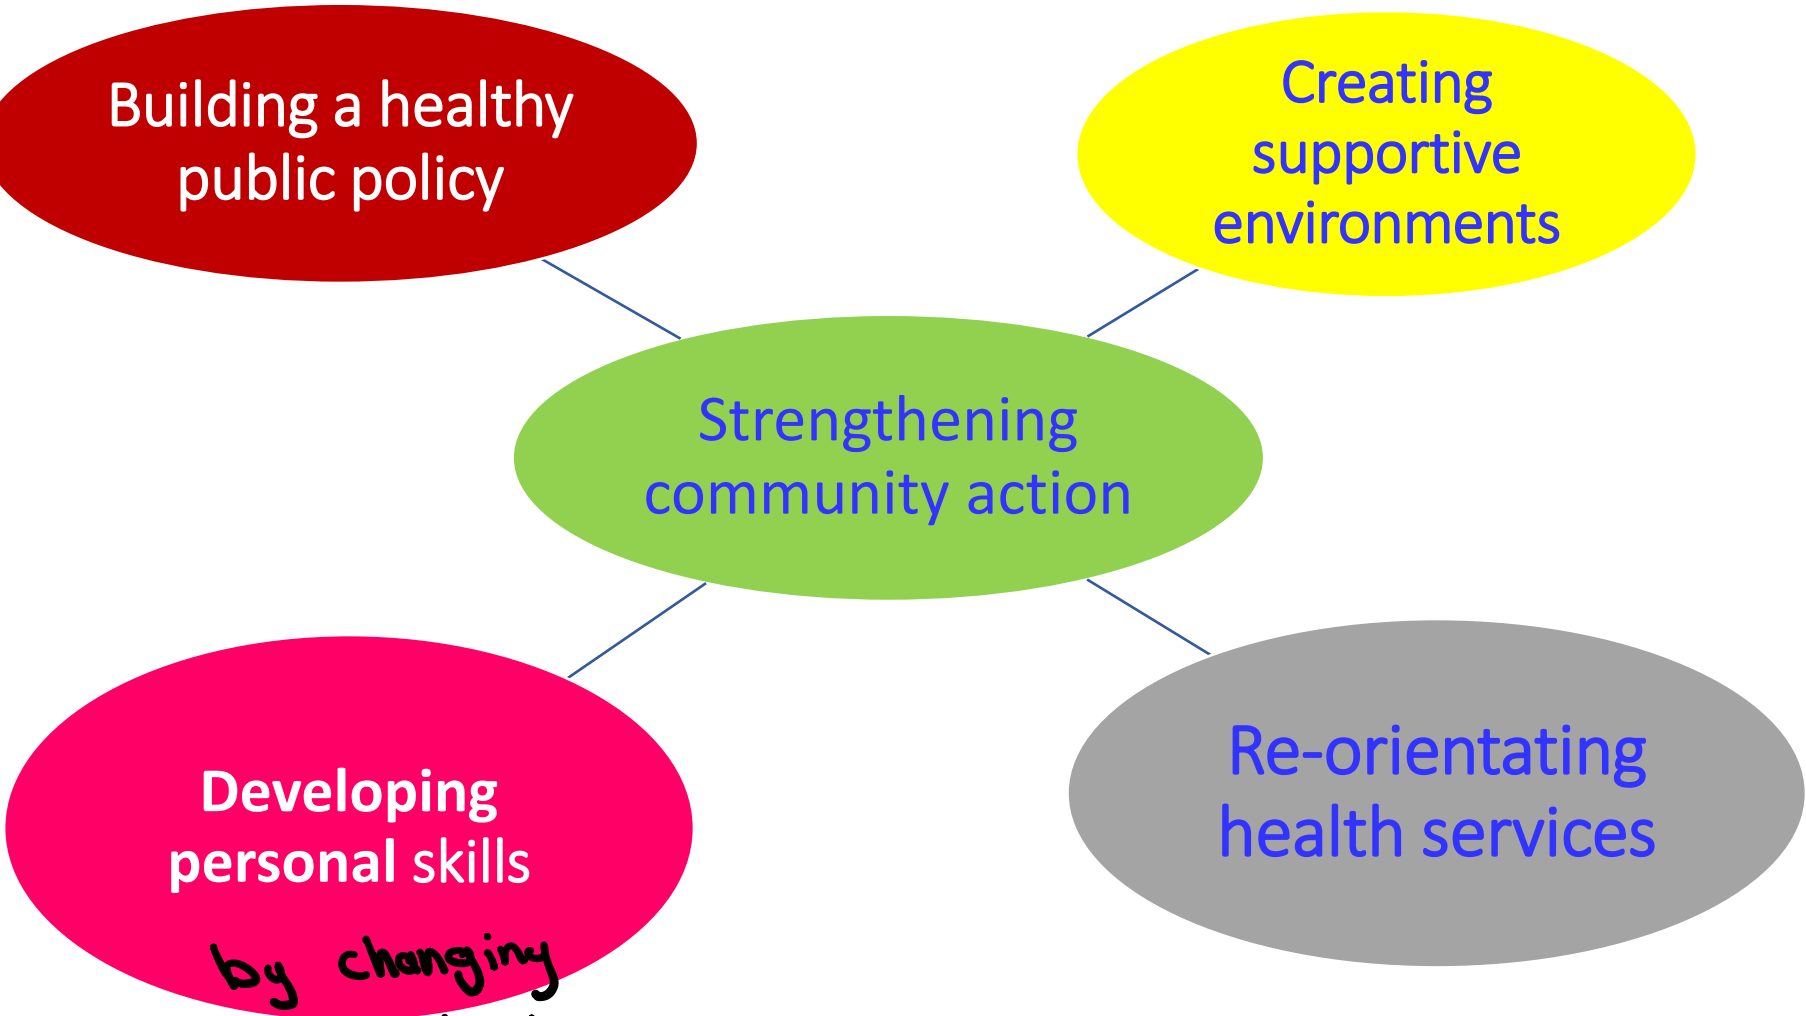 Building a healthy
public policy
Creating
supportive
environments
Strengthening
community action
Developing
personal skills
by changing
Re-orientating
health services